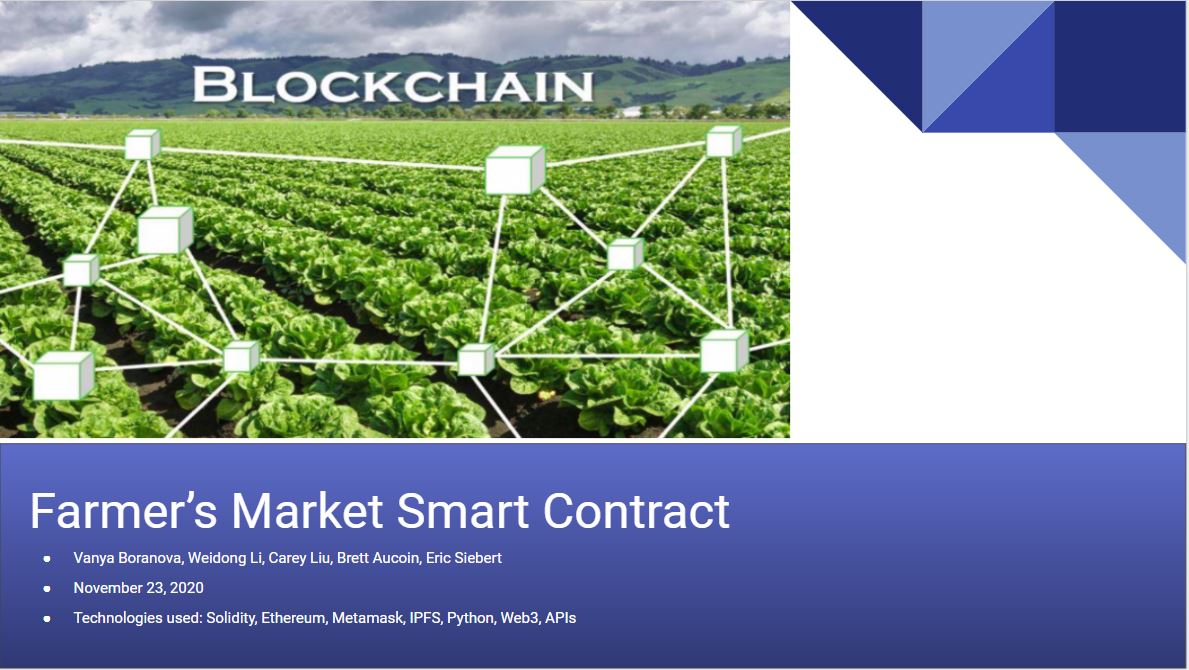 BLOCKCHAIN
Farmer’s Market Smart Contract
Vanya Boranova, Weidong Li, Carey Liu, Brett Aucoin, Eric Siebert
November 23, 2020
Technologies used: Solidity, Ethereum, Metamask, IPFS, Python, Web3, APIs